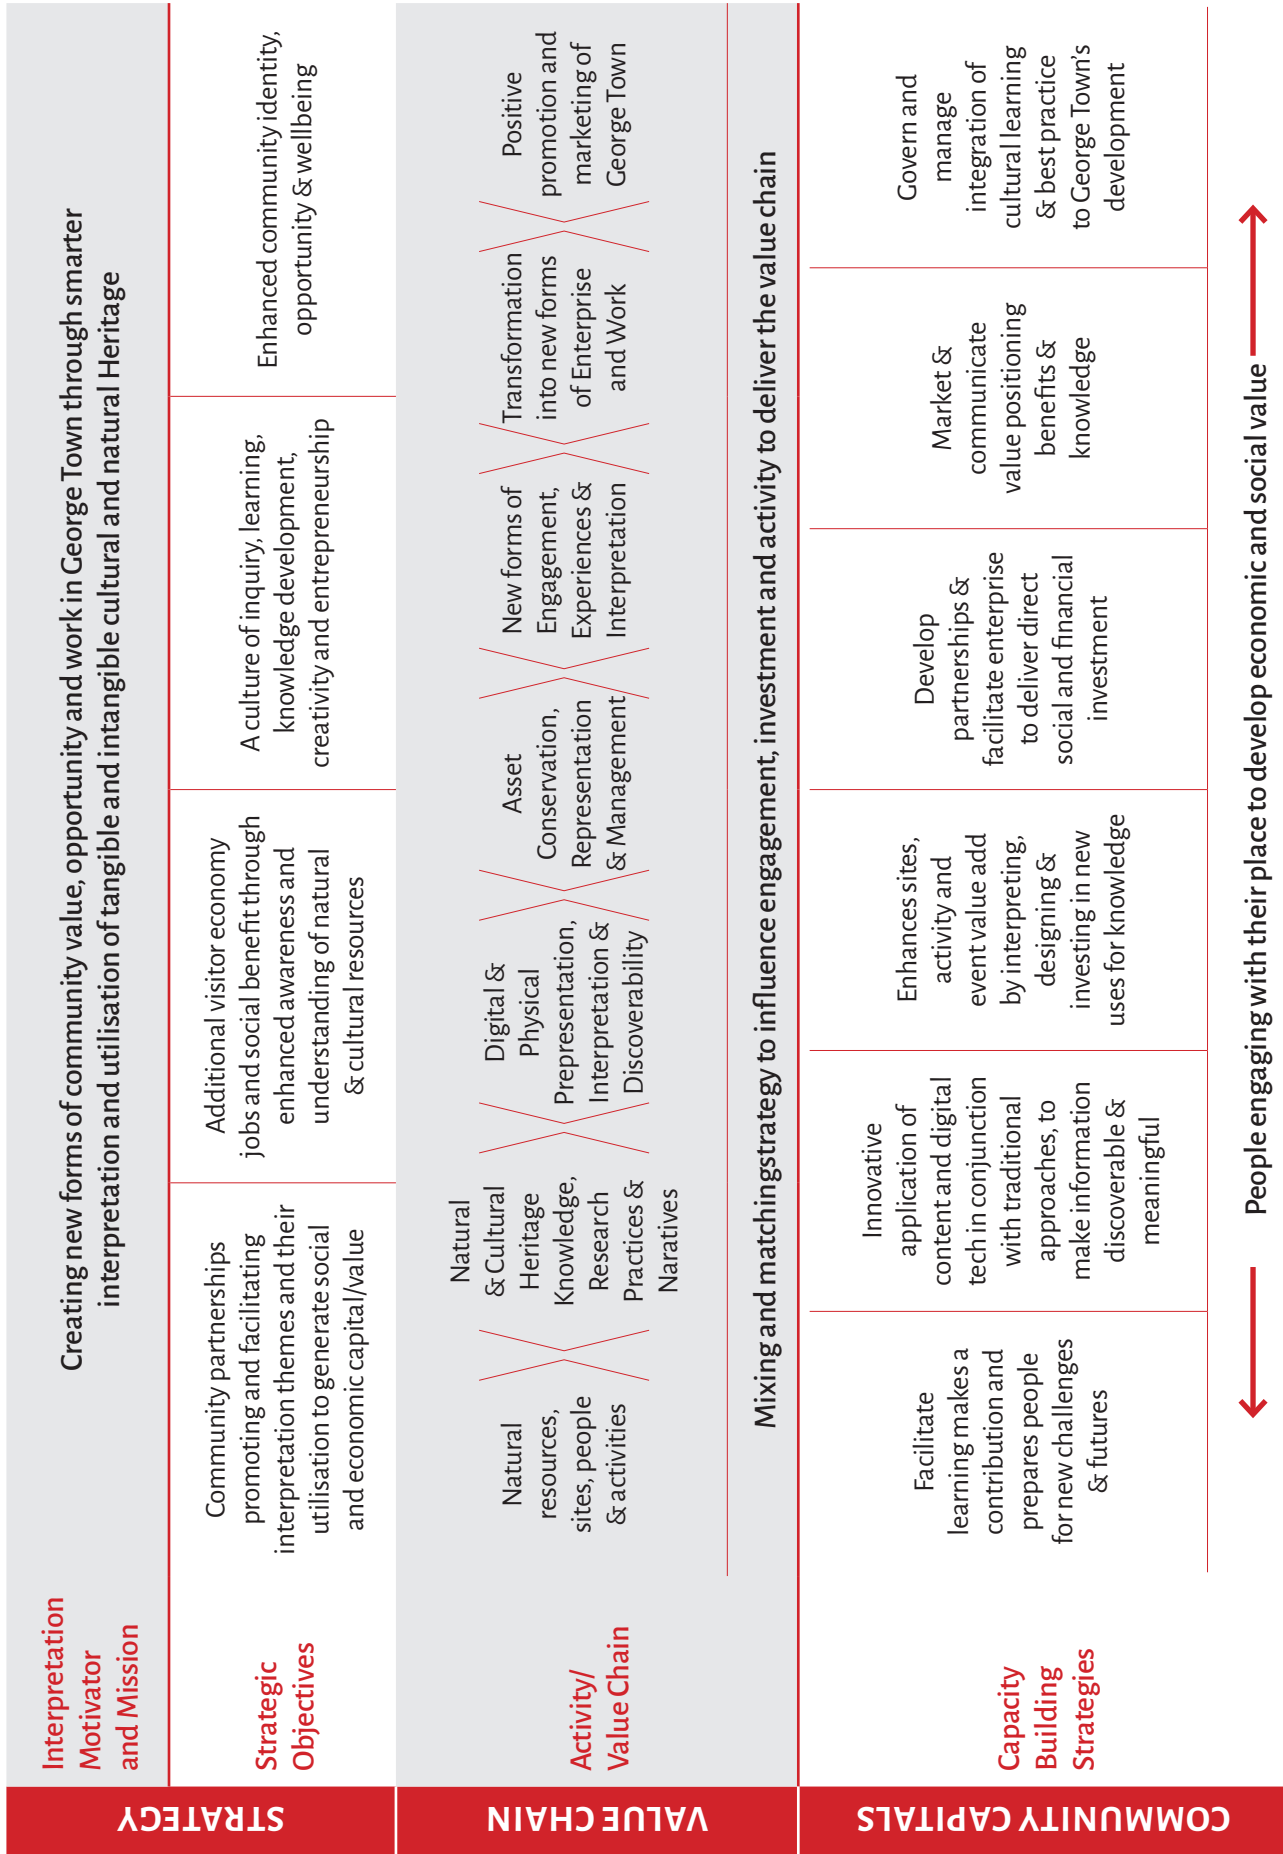 STRATEGY
Interpretation
Motivator
and Mission
Creating new forms of community value, opportunity and work in George Town through smarter
interpretation and utilisation of tangible and intangible cultural and natural Heritage
Strategic
Objectives
Community partnerships
promoting and facilitating
interpretation themes and their
utilisation to generate social
and economic capital/value
Additional visitor economy
jobs and social benefit through
enhanced awareness and
understanding of natural
& cultural resources
A culture of inquiry, learning,
knowledge development,
creativity and entrepreneurship
Enhanced community identity,
opportunity & wellbeing
VALUE CHAIN
Activity/
Value Chain
Natural
resources,
sites, people
& activities
Natural
& Cultural
Heritage
Knowledge,
Research
Practices &
Naratives
Digital &
Physical
Prepresentation,
Interpretation &
Discoverability
Asset
Conservation,
Representation
& Management
New forms of
Engagement,
Experiences &
Interpretation
Transformation
into new forms
of Enterprise
and Work
Positive
promotion and
marketing of
George Town
Mixing and matchingstrategy to influence engagement, investment and activity to deliver the value chain
COMMUNITY CAPITALS
Capacity
Building
Strategies
Facilitate
learning makes a
contribution and
prepares people
for new challenges
& futures
Innovative
application of
content and digital
tech in conjunction
with traditional
approaches, to
make information
discoverable &
meaningful
Enhances sites,
activity and
event value add
by interpreting,
designing &
investing in new
uses for knowledge
Develop
partnerships &
facilitate enterprise
to deliver direct
social and financial
investment
Market &
communicate
value positioning
benefits &
knowledge
Govern and
manage
integration of
cultural learning
& best practice
to George Town's
development
People engaging with their place to develop economic and social value